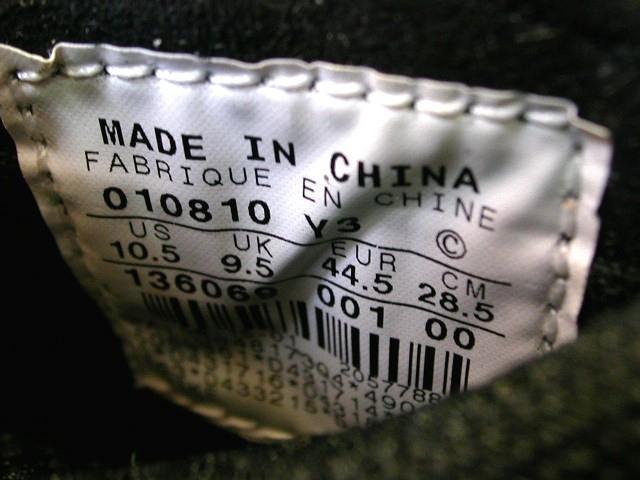 MADE IN CHINA
FABRIQUE EN CHINE
010810 Y3 ©
US UK EUR CM
10.5 9.5 44.5 28.5
136066 001 00